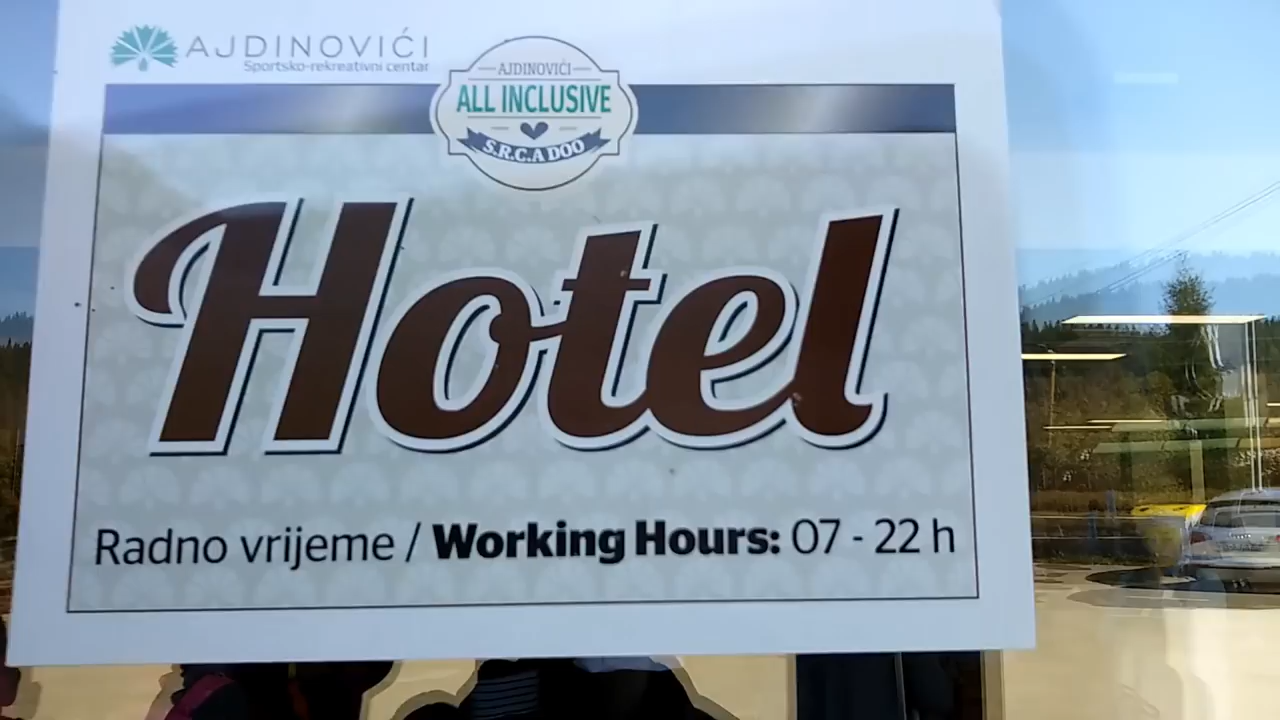 AJDINOVIĆI
Sportsko-rekreativni centar
AJDINOVIĆI
ALL INCLUSIVE
S.R.C.A DOO
Hotel
Radno vrijeme / Working Hours: 07 - 22 h